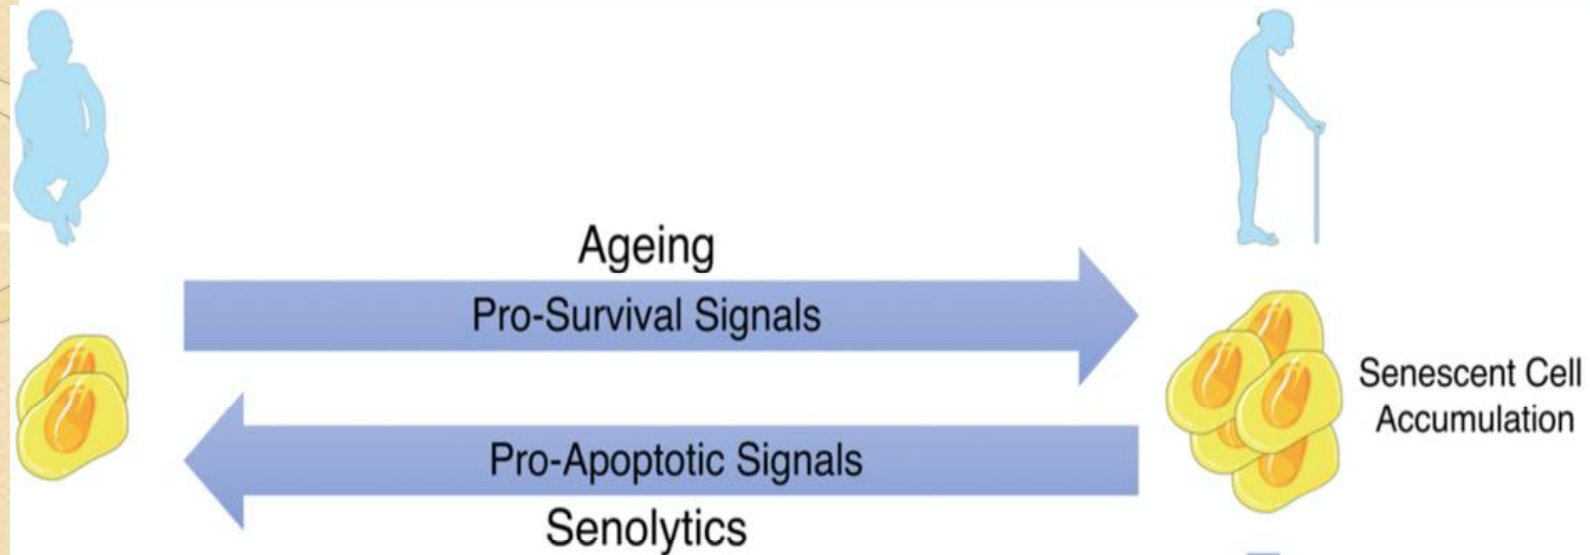 Ageing
Pro-Survival Signals
Senescent Cell
Accumulation
Pro-Apoptotic Signals
Senolytics